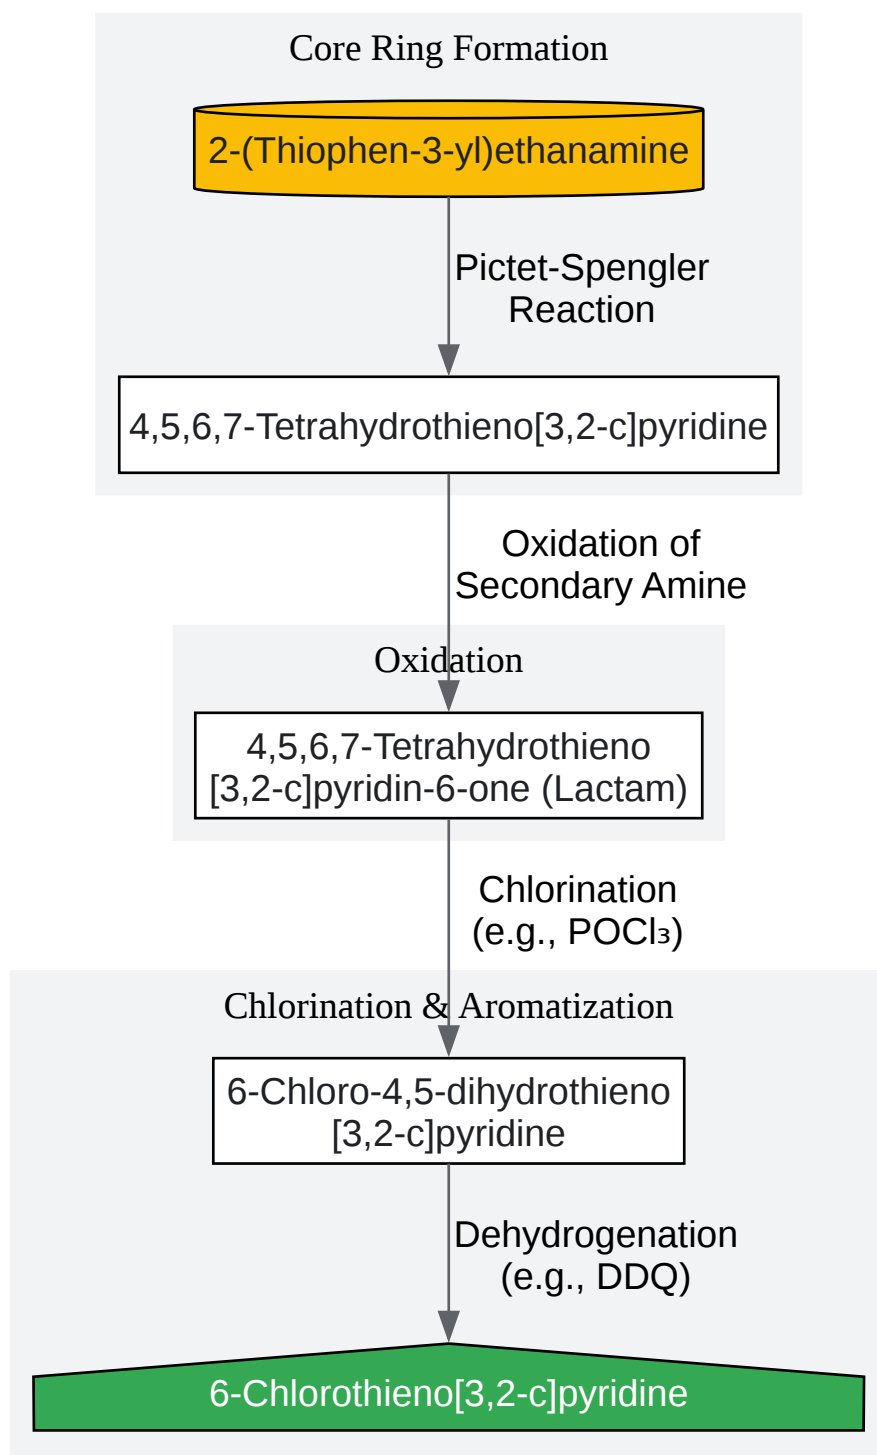 Core Ring Formation
2-(Thiophen-3-yl)ethanamine
Pictet-Spengler
Reaction
4,5,6,7-Tetrahydrothieno[3,2-c]pyridine
Oxidation of
Secondary Amine
Oxidation
4,5,6,7-Tetrahydrothieno
[3,2-c]pyridin-6-one (Lactam)
Chlorination
(e.g., POCl₃)
Chlorination & Aromatization
6-Chloro-4,5-dihydrothieno
[3,2-c]pyridine
Dehydrogenation
(e.g., DDQ)
6-Chlorothieno[3,2-c]pyridine